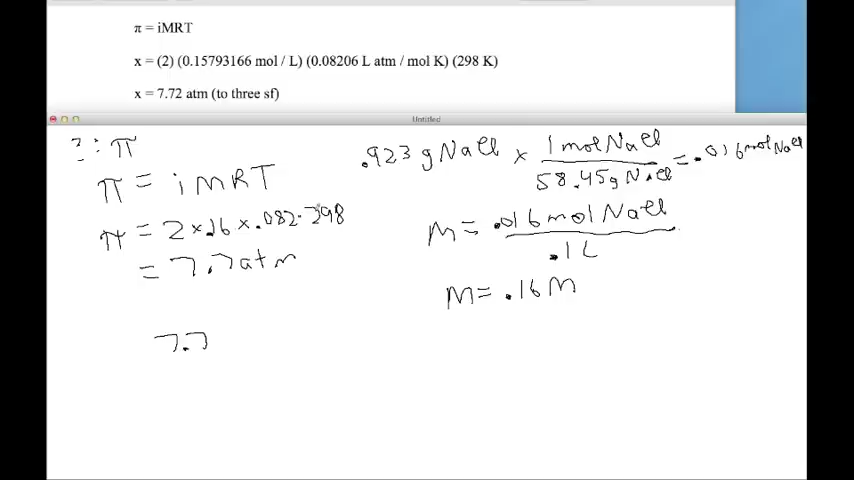 π = iMRT
x = (2) (0.15793166 mol / L) (0.08206 L atm / mol K) (298 K)
x = 7.72 atm (to three sf)
Untitled
?: π
π = iMRT
π = 2 × .16 × .082 · 298
= 7.7 atm
7.7
.923 g NaCl × 1 mol NaCl / 58.45 g NaCl = .016 mol NaCl
M = .016 mol NaCl / .1 L
M = .16 M